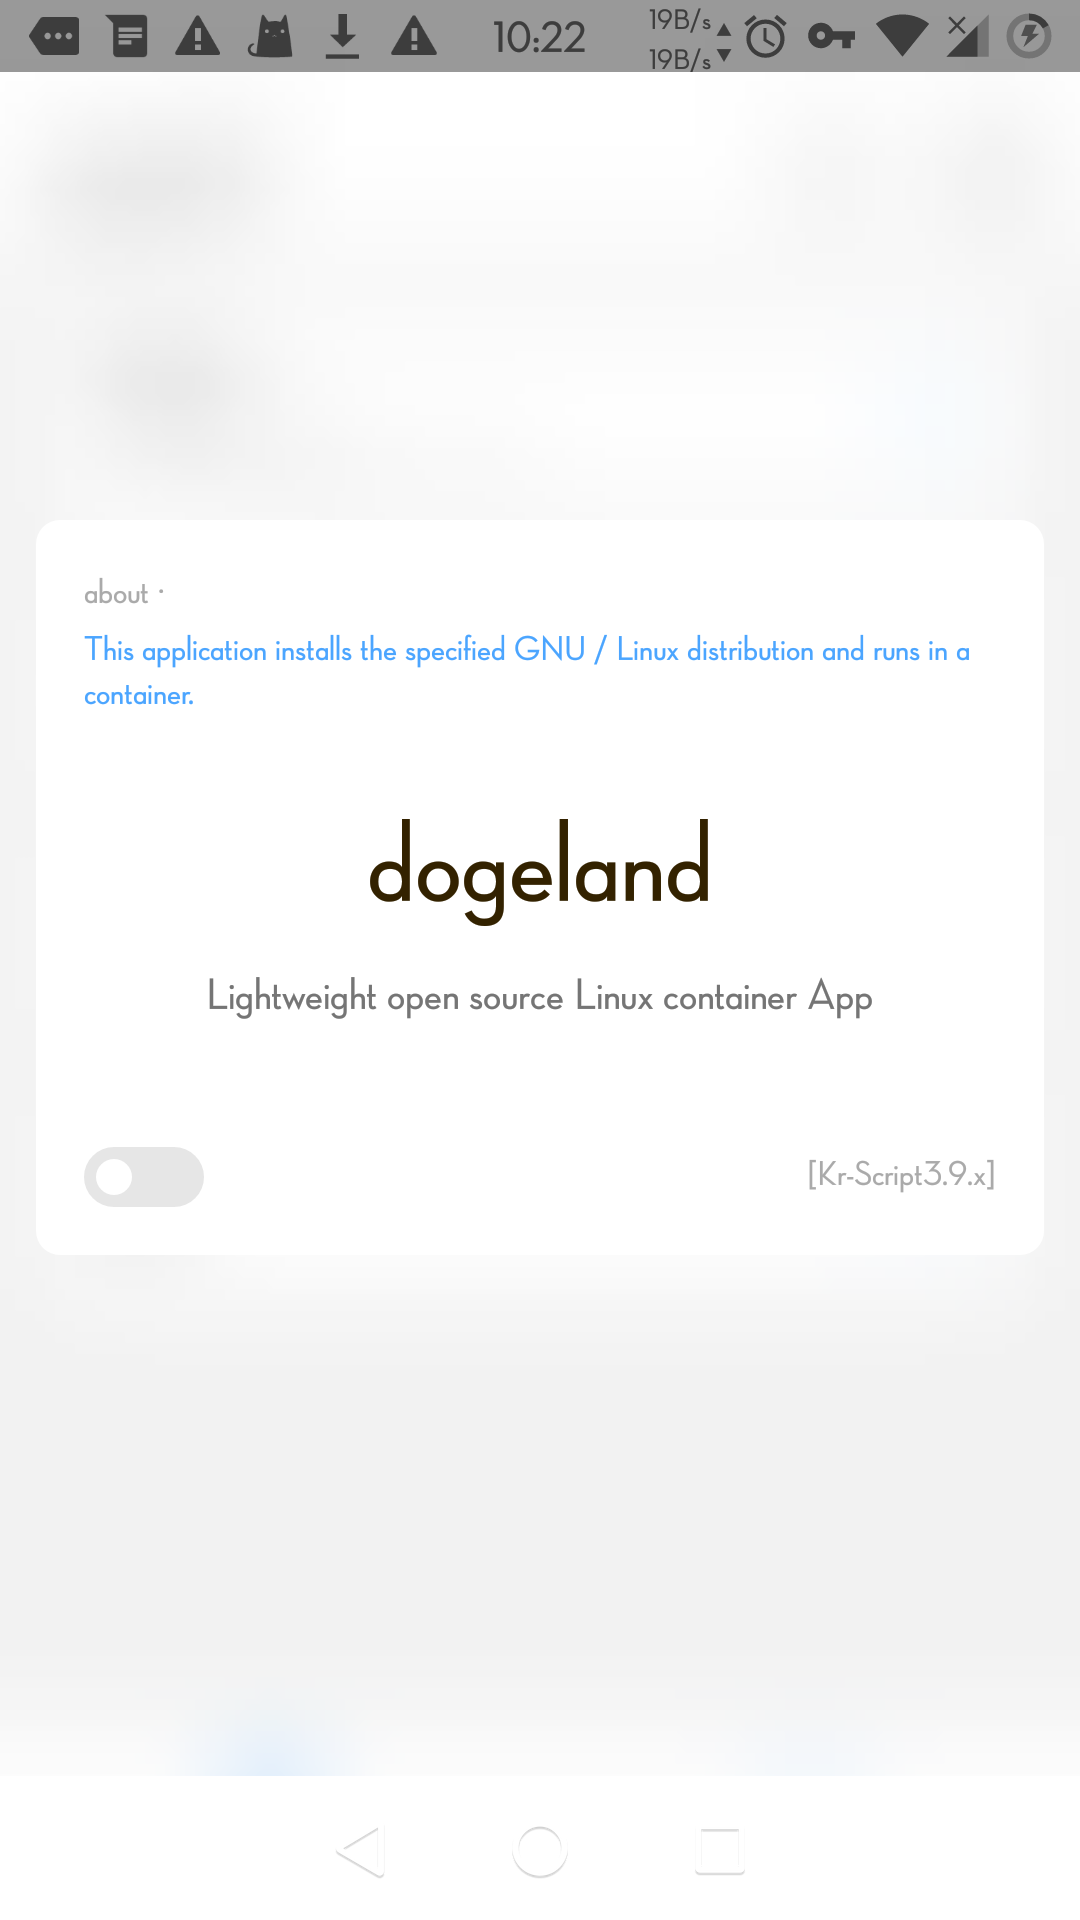 10:22
19B/s
19B/s
about ·
This application installs the specified GNU / Linux distribution and runs in a
container.
dogeland
Lightweight open source Linux container App
[Kr-Script3.9.x]